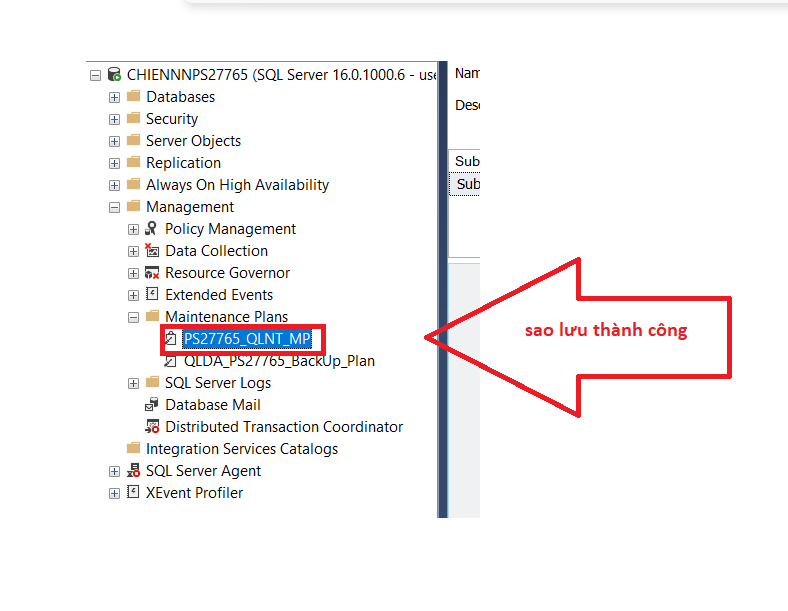 CHIENNNPS27765 (SQL Server 16.0.1000.6 - use
Databases
Security
Server Objects
Replication
Always On High Availability
Management
Policy Management
Data Collection
Resource Governor
Extended Events
Maintenance Plans
PS27765_QLNT_MP
QLDA_PS27765_BackUp_Plan
SQL Server Logs
Database Mail
Distributed Transaction Coordinator
Integration Services Catalogs
SQL Server Agent
XEvent Profiler
Nam
Desc
Sub
Sub
sao lưu thành công